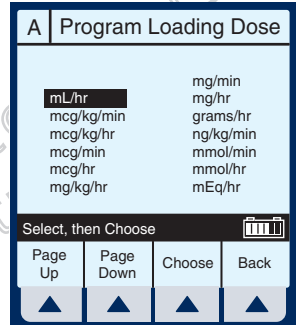 A Program Loading Dose
mL/hr
mcg/kg/min
mcg/kg/hr
mcg/min
mcg/hr
mg/kg/hr
mg/min
mg/hr
grams/hr
ng/kg/min
mmol/min
mmol/hr
mEq/hr
Select, then Choose
Page Up
Page Down
Choose
Back